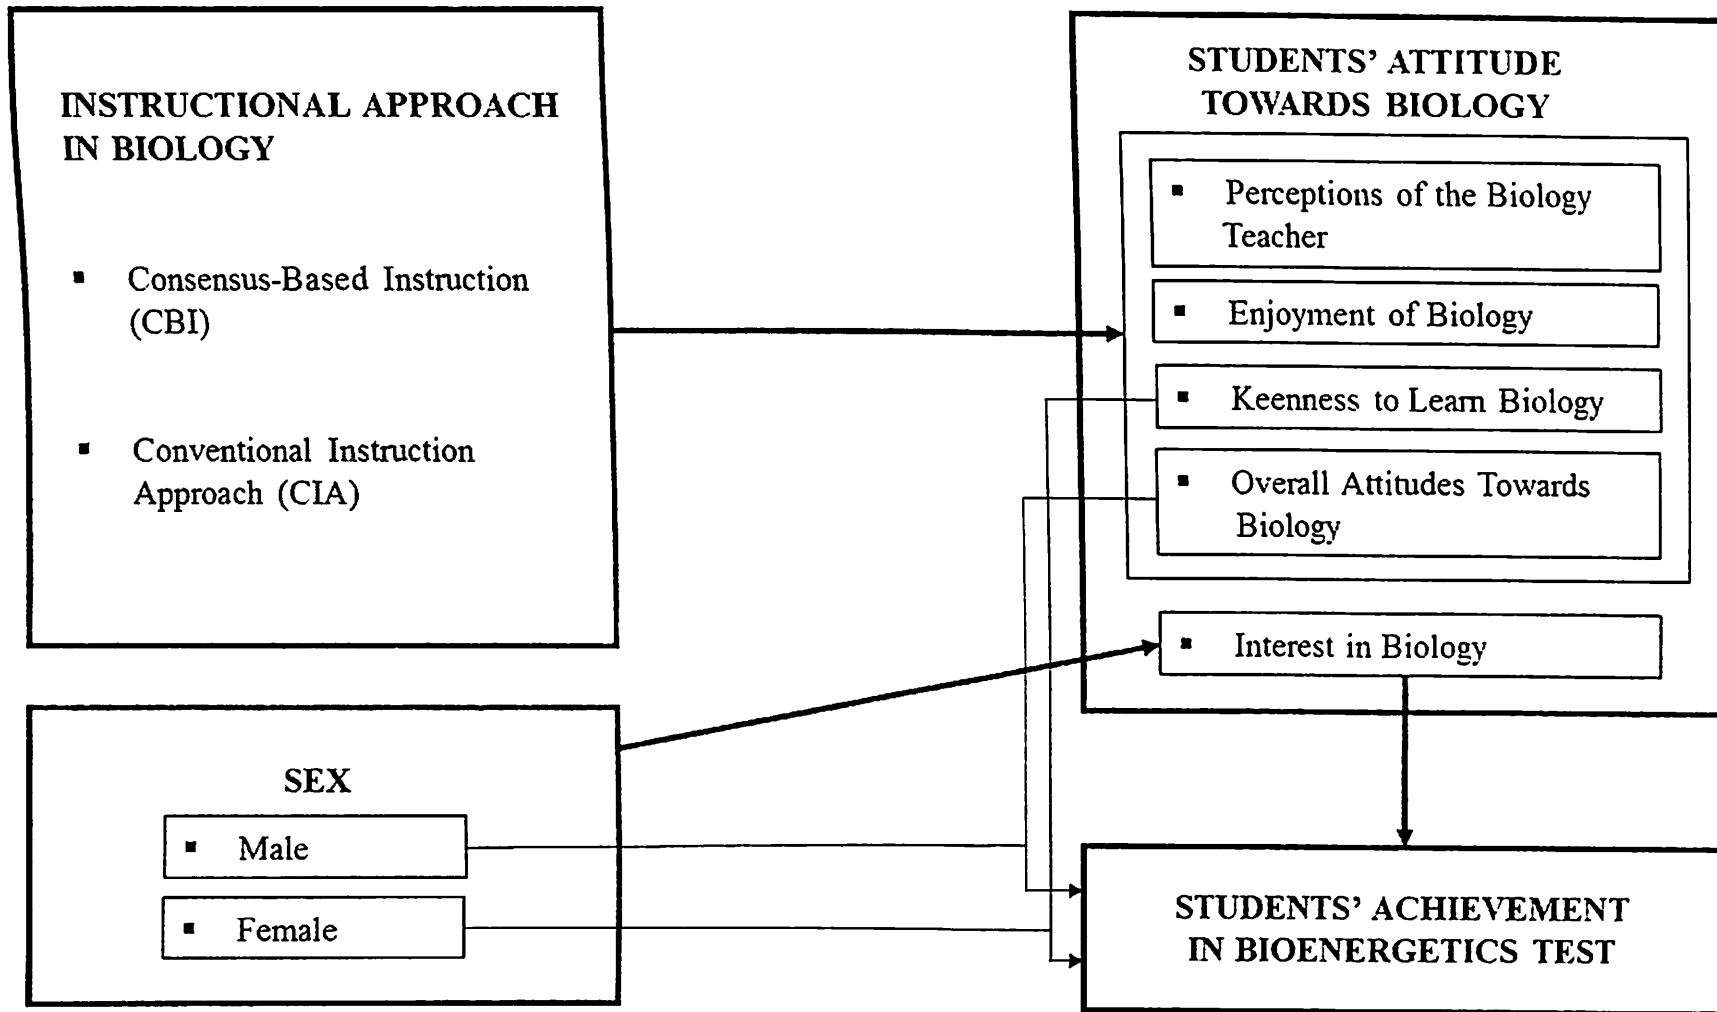 INSTRUCTIONAL APPROACH
IN BIOLOGY
▪ Consensus-Based Instruction
(CBI)
▪ Conventional Instruction
Approach (CIA)
STUDENTS’ ATTITUDE
TOWARDS BIOLOGY
▪ Perceptions of the Biology
Teacher
▪ Enjoyment of Biology
▪ Keenness to Learn Biology
▪ Overall Attitudes Towards
Biology
▪ Interest in Biology
SEX
▪ Male
▪ Female
STUDENTS’ ACHIEVEMENT
IN BIOENERGETICS TEST